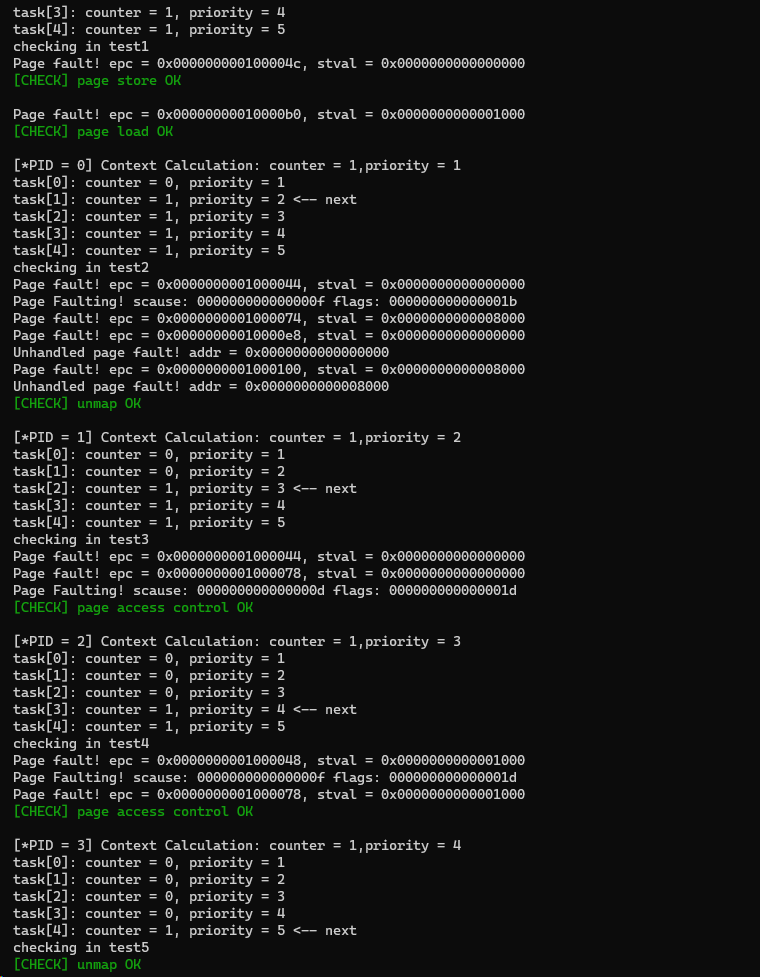 task[3]: counter = 1, priority = 4
task[4]: counter = 1, priority = 5
checking in test1
Page fault! epc = 0x000000000100004c, stval = 0x0000000000000000
[CHECK] page store OK
Page fault! epc = 0x00000000010000b0, stval = 0x0000000000001000
[CHECK] page load OK
[*PID = 0] Context Calculation: counter = 1,priority = 1
task[0]: counter = 0, priority = 1
task[1]: counter = 1, priority = 2 <-- next
task[2]: counter = 1, priority = 3
task[3]: counter = 1, priority = 4
task[4]: counter = 1, priority = 5
checking in test2
Page fault! epc = 0x0000000001000044, stval = 0x0000000000000000
Page Faulting! scause: 000000000000000f flags: 000000000000001b
Page fault! epc = 0x0000000001000074, stval = 0x0000000000008000
Page fault! epc = 0x00000000010000e8, stval = 0x0000000000000000
Unhandled page fault! addr = 0x0000000000000000
Page fault! epc = 0x0000000001000100, stval = 0x0000000000008000
Unhandled page fault! addr = 0x0000000000008000
[CHECK] unmap OK
[*PID = 1] Context Calculation: counter = 1,priority = 2
task[0]: counter = 0, priority = 1
task[1]: counter = 0, priority = 2
task[2]: counter = 1, priority = 3 <-- next
task[3]: counter = 1, priority = 4
task[4]: counter = 1, priority = 5
checking in test3
Page fault! epc = 0x0000000001000044, stval = 0x0000000000000000
Page fault! epc = 0x0000000001000078, stval = 0x0000000000000000
Page Faulting! scause: 000000000000000d flags: 000000000000001d
[CHECK] page access control OK
[*PID = 2] Context Calculation: counter = 1,priority = 3
task[0]: counter = 0, priority = 1
task[1]: counter = 0, priority = 2
task[2]: counter = 0, priority = 3
task[3]: counter = 1, priority = 4 <-- next
task[4]: counter = 1, priority = 5
checking in test4
Page fault! epc = 0x0000000001000048, stval = 0x0000000000001000
Page Faulting! scause: 000000000000000f flags: 000000000000001d
Page fault! epc = 0x0000000001000078, stval = 0x0000000000001000
[CHECK] page access control OK
[*PID = 3] Context Calculation: counter = 1,priority = 4
task[0]: counter = 0, priority = 1
task[1]: counter = 0, priority = 2
task[2]: counter = 0, priority = 3
task[3]: counter = 0, priority = 4
task[4]: counter = 1, priority = 5 <-- next
checking in test5
[CHECK] unmap OK